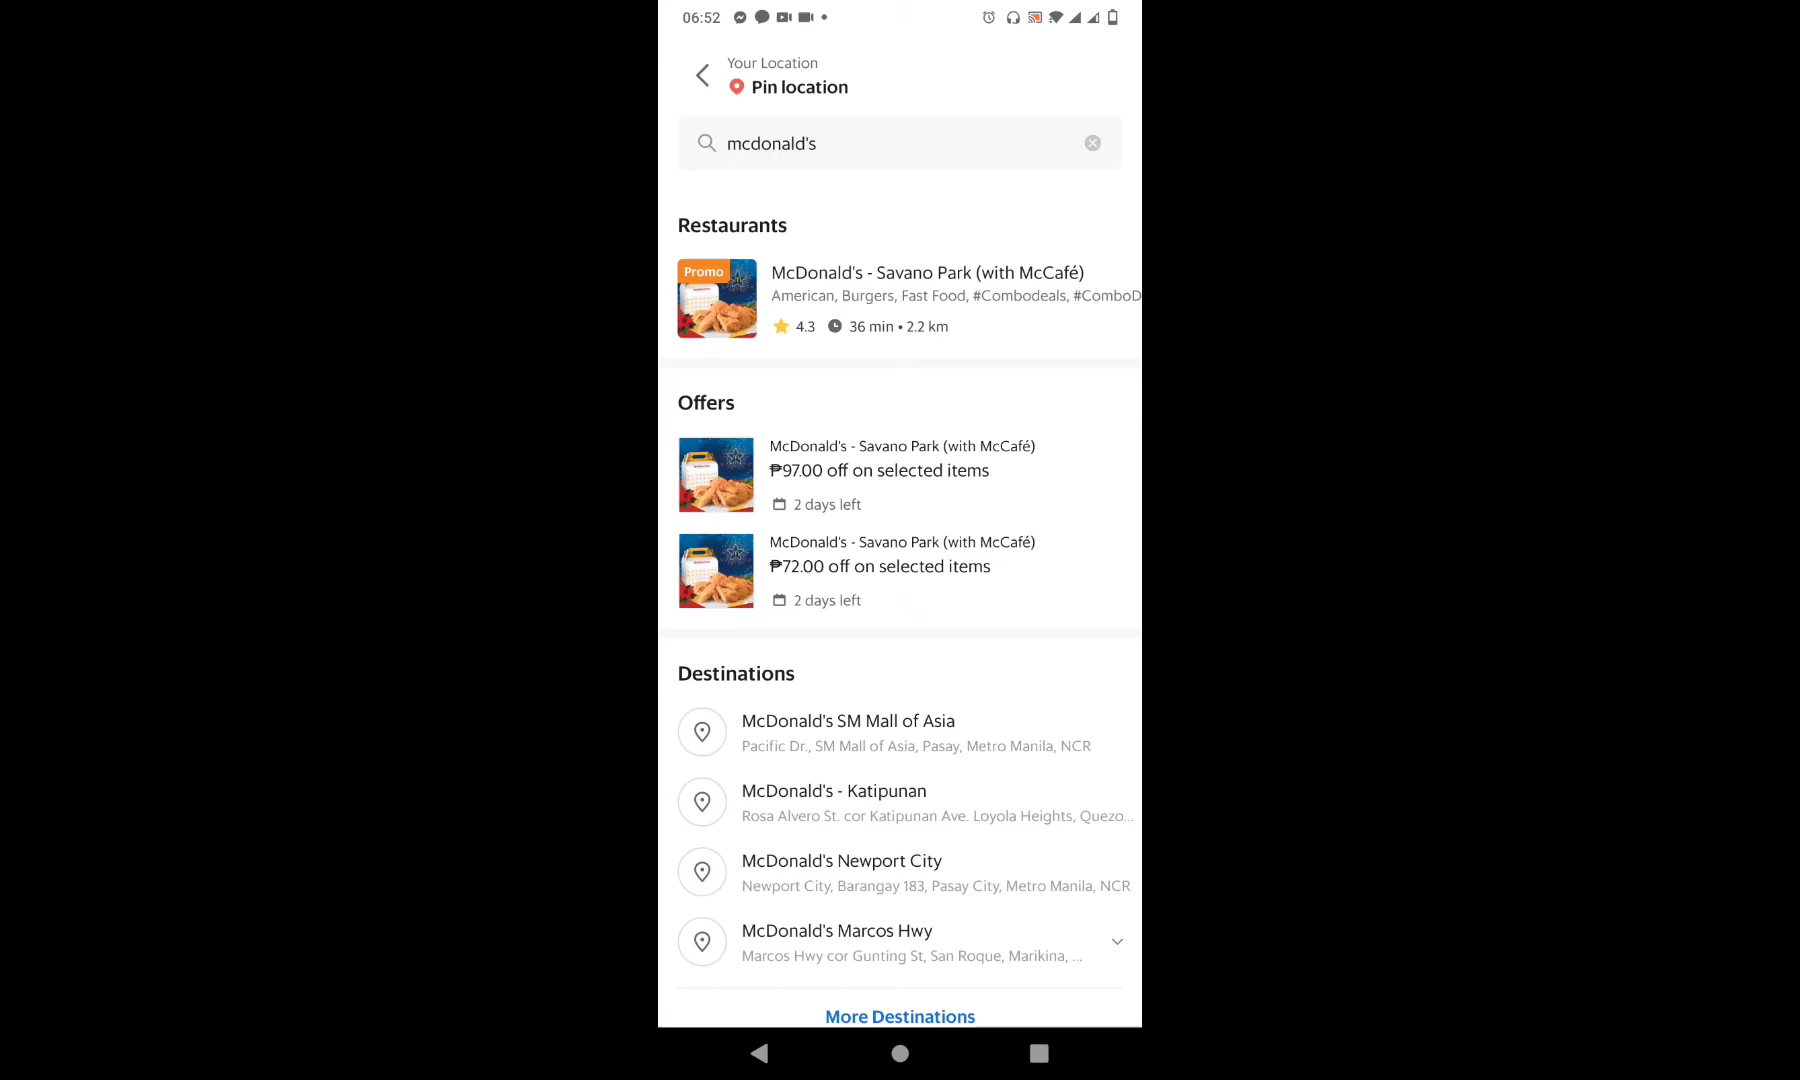 06:52
Your Location
Pin location
mcdonald's
Restaurants
Promo
McDonald's - Savano Park (with McCafé)
American, Burgers, Fast Food, #Combodeals, #ComboD
4.3 36 min • 2.2 km
Offers
McDonald's - Savano Park (with McCafé)
₱97.00 off on selected items
2 days left
McDonald's - Savano Park (with McCafé)
₱72.00 off on selected items
2 days left
Destinations
McDonald's SM Mall of Asia
Pacific Dr., SM Mall of Asia, Pasay, Metro Manila, NCR
McDonald's - Katipunan
Rosa Alvero St. cor Katipunan Ave. Loyola Heights, Quezo...
McDonald's Newport City
Newport City, Barangay 183, Pasay City, Metro Manila, NCR
McDonald's Marcos Hwy
Marcos Hwy cor Gunting St, San Roque, Marikina, ...
More Destinations